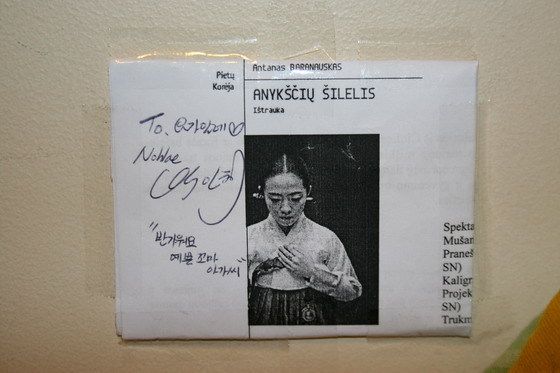 Pietų
Korėja
Antanas BARANAUSKAS
ANYKŠČIŲ ŠILELIS
Ištrauka
To.
"반가워요
예쁜 꼬마
아가씨"
Spekta
Mušan
Praneš
SN)
Kaligr
Projek
SN)
Trukm